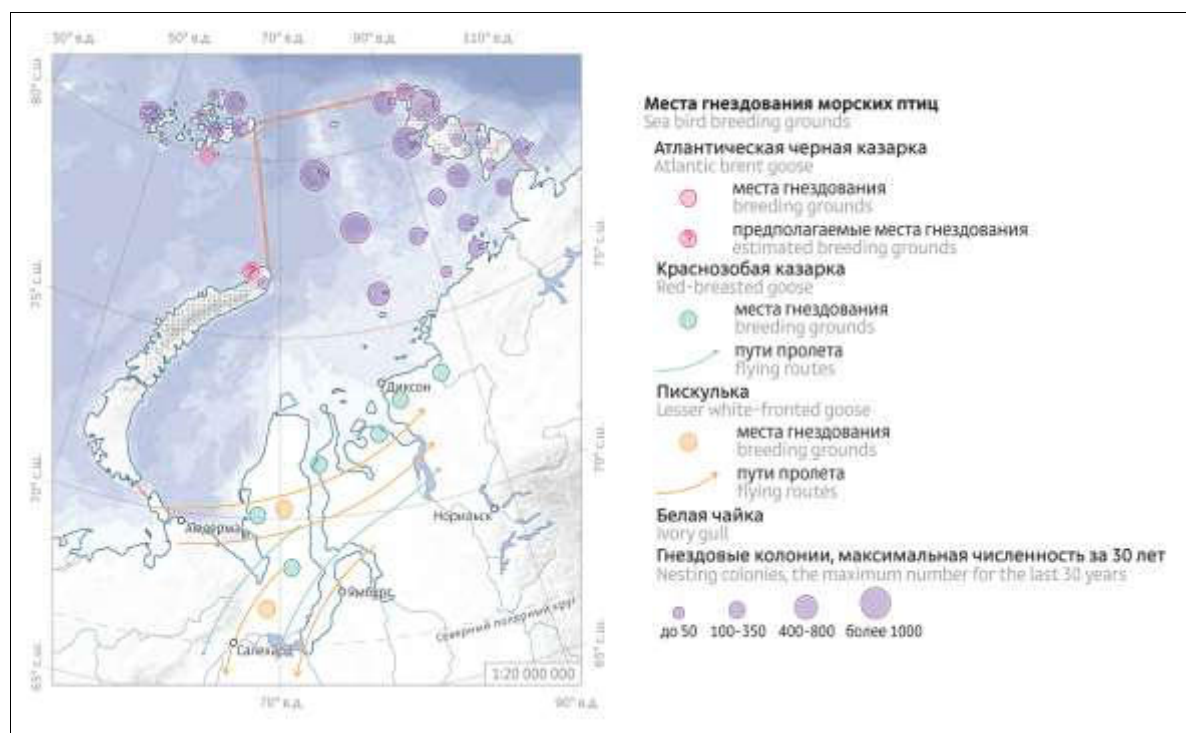 50° в.д. 70° в.д. 90° в.д. 110° в.д.
80° с.ш.
75° с.ш.
75° с.ш.
70° с.ш.
70° с.ш.
65° с.ш.
65° с.ш.
Диксон
Норильск
Амдерма
Ямбург
Салехард
Северный полярный круг
1:20 000 000
70° в.д. 90° в.д.
Места гнездования морских птиц
Sea bird breeding grounds
Атлантическая черная казарка
Atlantic brent goose
места гнездования
breeding grounds
?
предполагаемые места гнездования
estimated breeding grounds
Краснозобая казарка
Red-breasted goose
места гнездования
breeding grounds
пути пролета
flying routes
Пискулька
Lesser white-fronted goose
места гнездования
breeding grounds
пути пролета
flying routes
Белая чайка
Ivory gull
Гнездовые колонии, максимальная численность за 30 лет
Nesting colonies, the maximum number for the last 30 years
до 50 100-350 400-800 более 1000